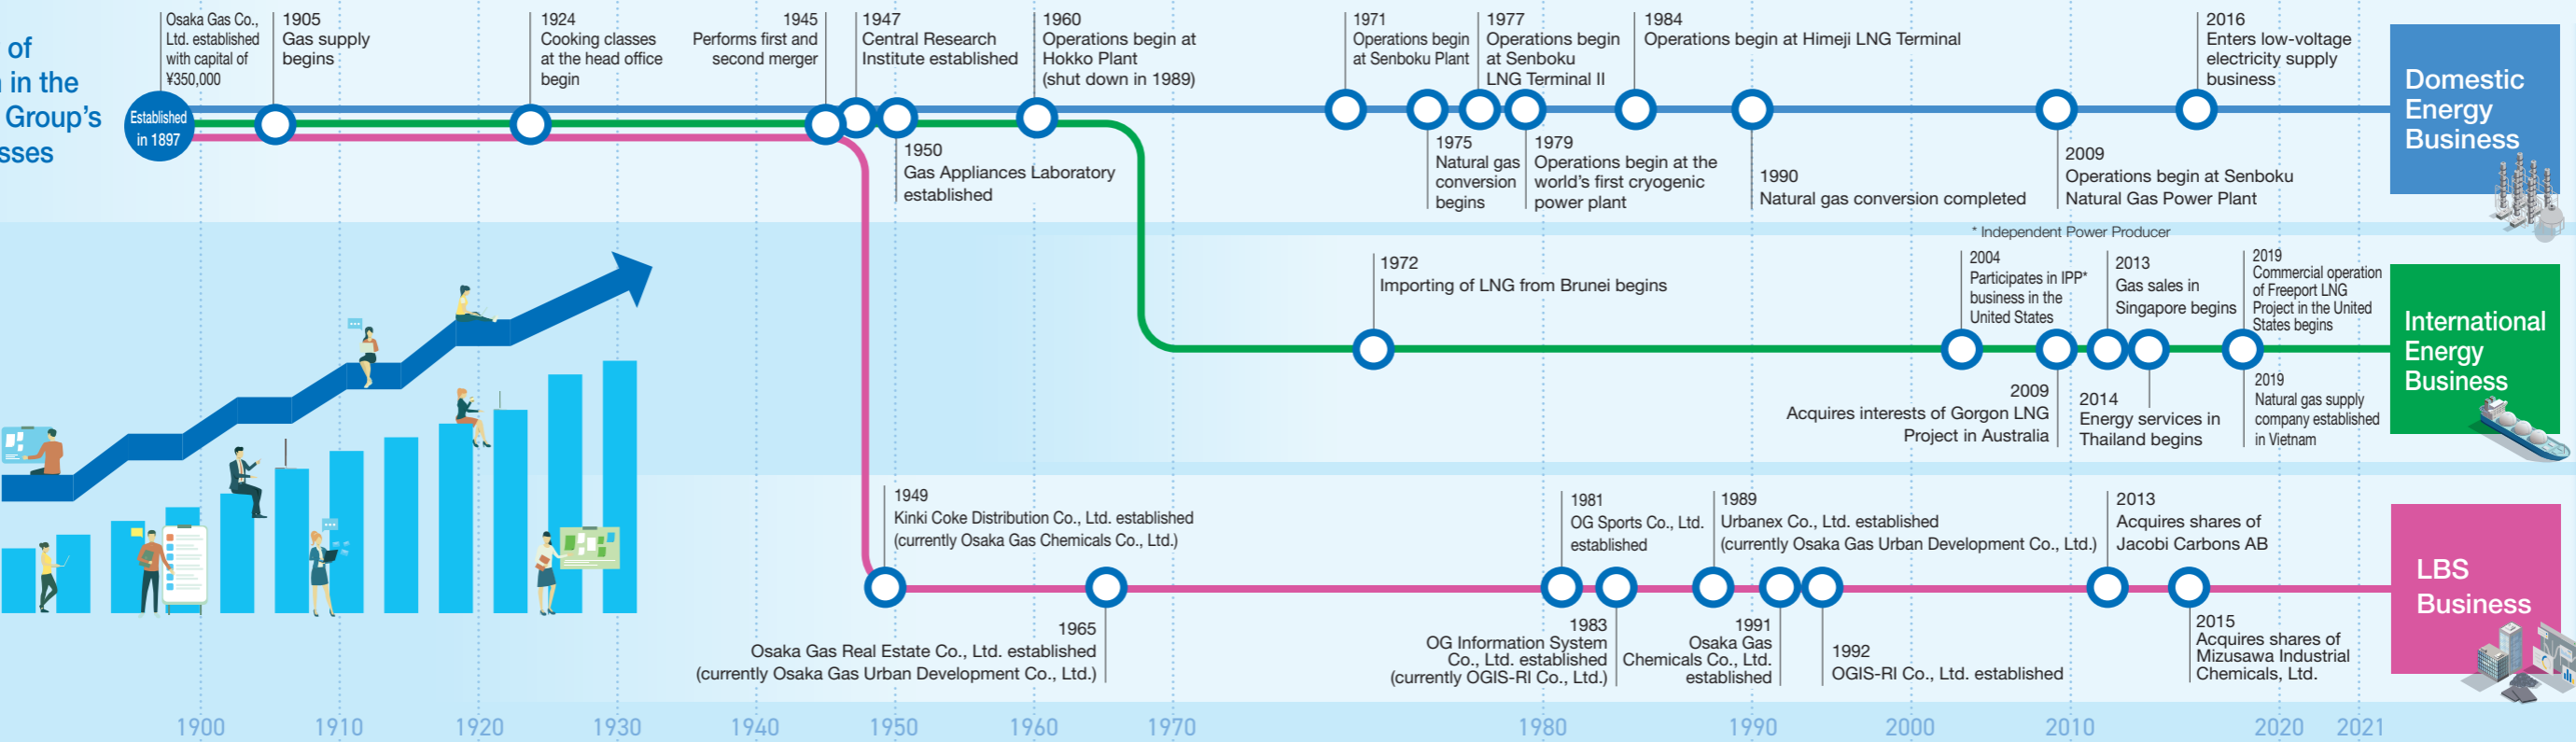 of
in the
Group's
sses
Established
in 1897
Osaka Gas Co.,
Ltd. established
with capital of
¥350,000
1905
Gas supply
begins
1924
Cooking classes
at the head office
begin
1945
Performs first and
second merger
1947
Central Research
Institute established
1950
Gas Appliances Laboratory
established
1960
Operations begin at
Hokko Plant
(shut down in 1989)
1971
Operations begin
at Senboku Plant
1975
Natural gas
conversion
begins
1977
Operations begin
at Senboku
LNG Terminal II
1979
Operations begin at the
world's first cryogenic
power plant
1984
Operations begin at Himeji LNG Terminal
1990
Natural gas conversion completed
2009
Operations begin at Senboku
Natural Gas Power Plant
2016
Enters low-voltage
electricity supply
business
Domestic
Energy
Business
* Independent Power Producer
1972
Importing of LNG from Brunei begins
2004
Participates in IPP*
business in the
United States
2009
Acquires interests of Gorgon LNG
Project in Australia
2013
Gas sales in
Singapore begins
2014
Energy services in
Thailand begins
2019
Commercial operation
of Freeport LNG
Project in the United
States begins
2019
Natural gas supply
company established
in Vietnam
International
Energy
Business
1949
Kinki Coke Distribution Co., Ltd. established
(currently Osaka Gas Chemicals Co., Ltd.)
1965
Osaka Gas Real Estate Co., Ltd. established
(currently Osaka Gas Urban Development Co., Ltd.)
1981
OG Sports Co., Ltd.
established
1983
OG Information System
Co., Ltd. established
(currently OGIS-RI Co., Ltd.)
1989
Urbanex Co., Ltd. established
(currently Osaka Gas Urban Development Co., Ltd.)
1991
Osaka Gas
Chemicals Co., Ltd.
established
1992
OGIS-RI Co., Ltd. established
2013
Acquires shares of
Jacobi Carbons AB
2015
Acquires shares of
Mizusawa Industrial
Chemicals, Ltd.
LBS
Business
1900
1910
1920
1930
1940
1950
1960
1970
1980
1990
2000
2010
2020
2021